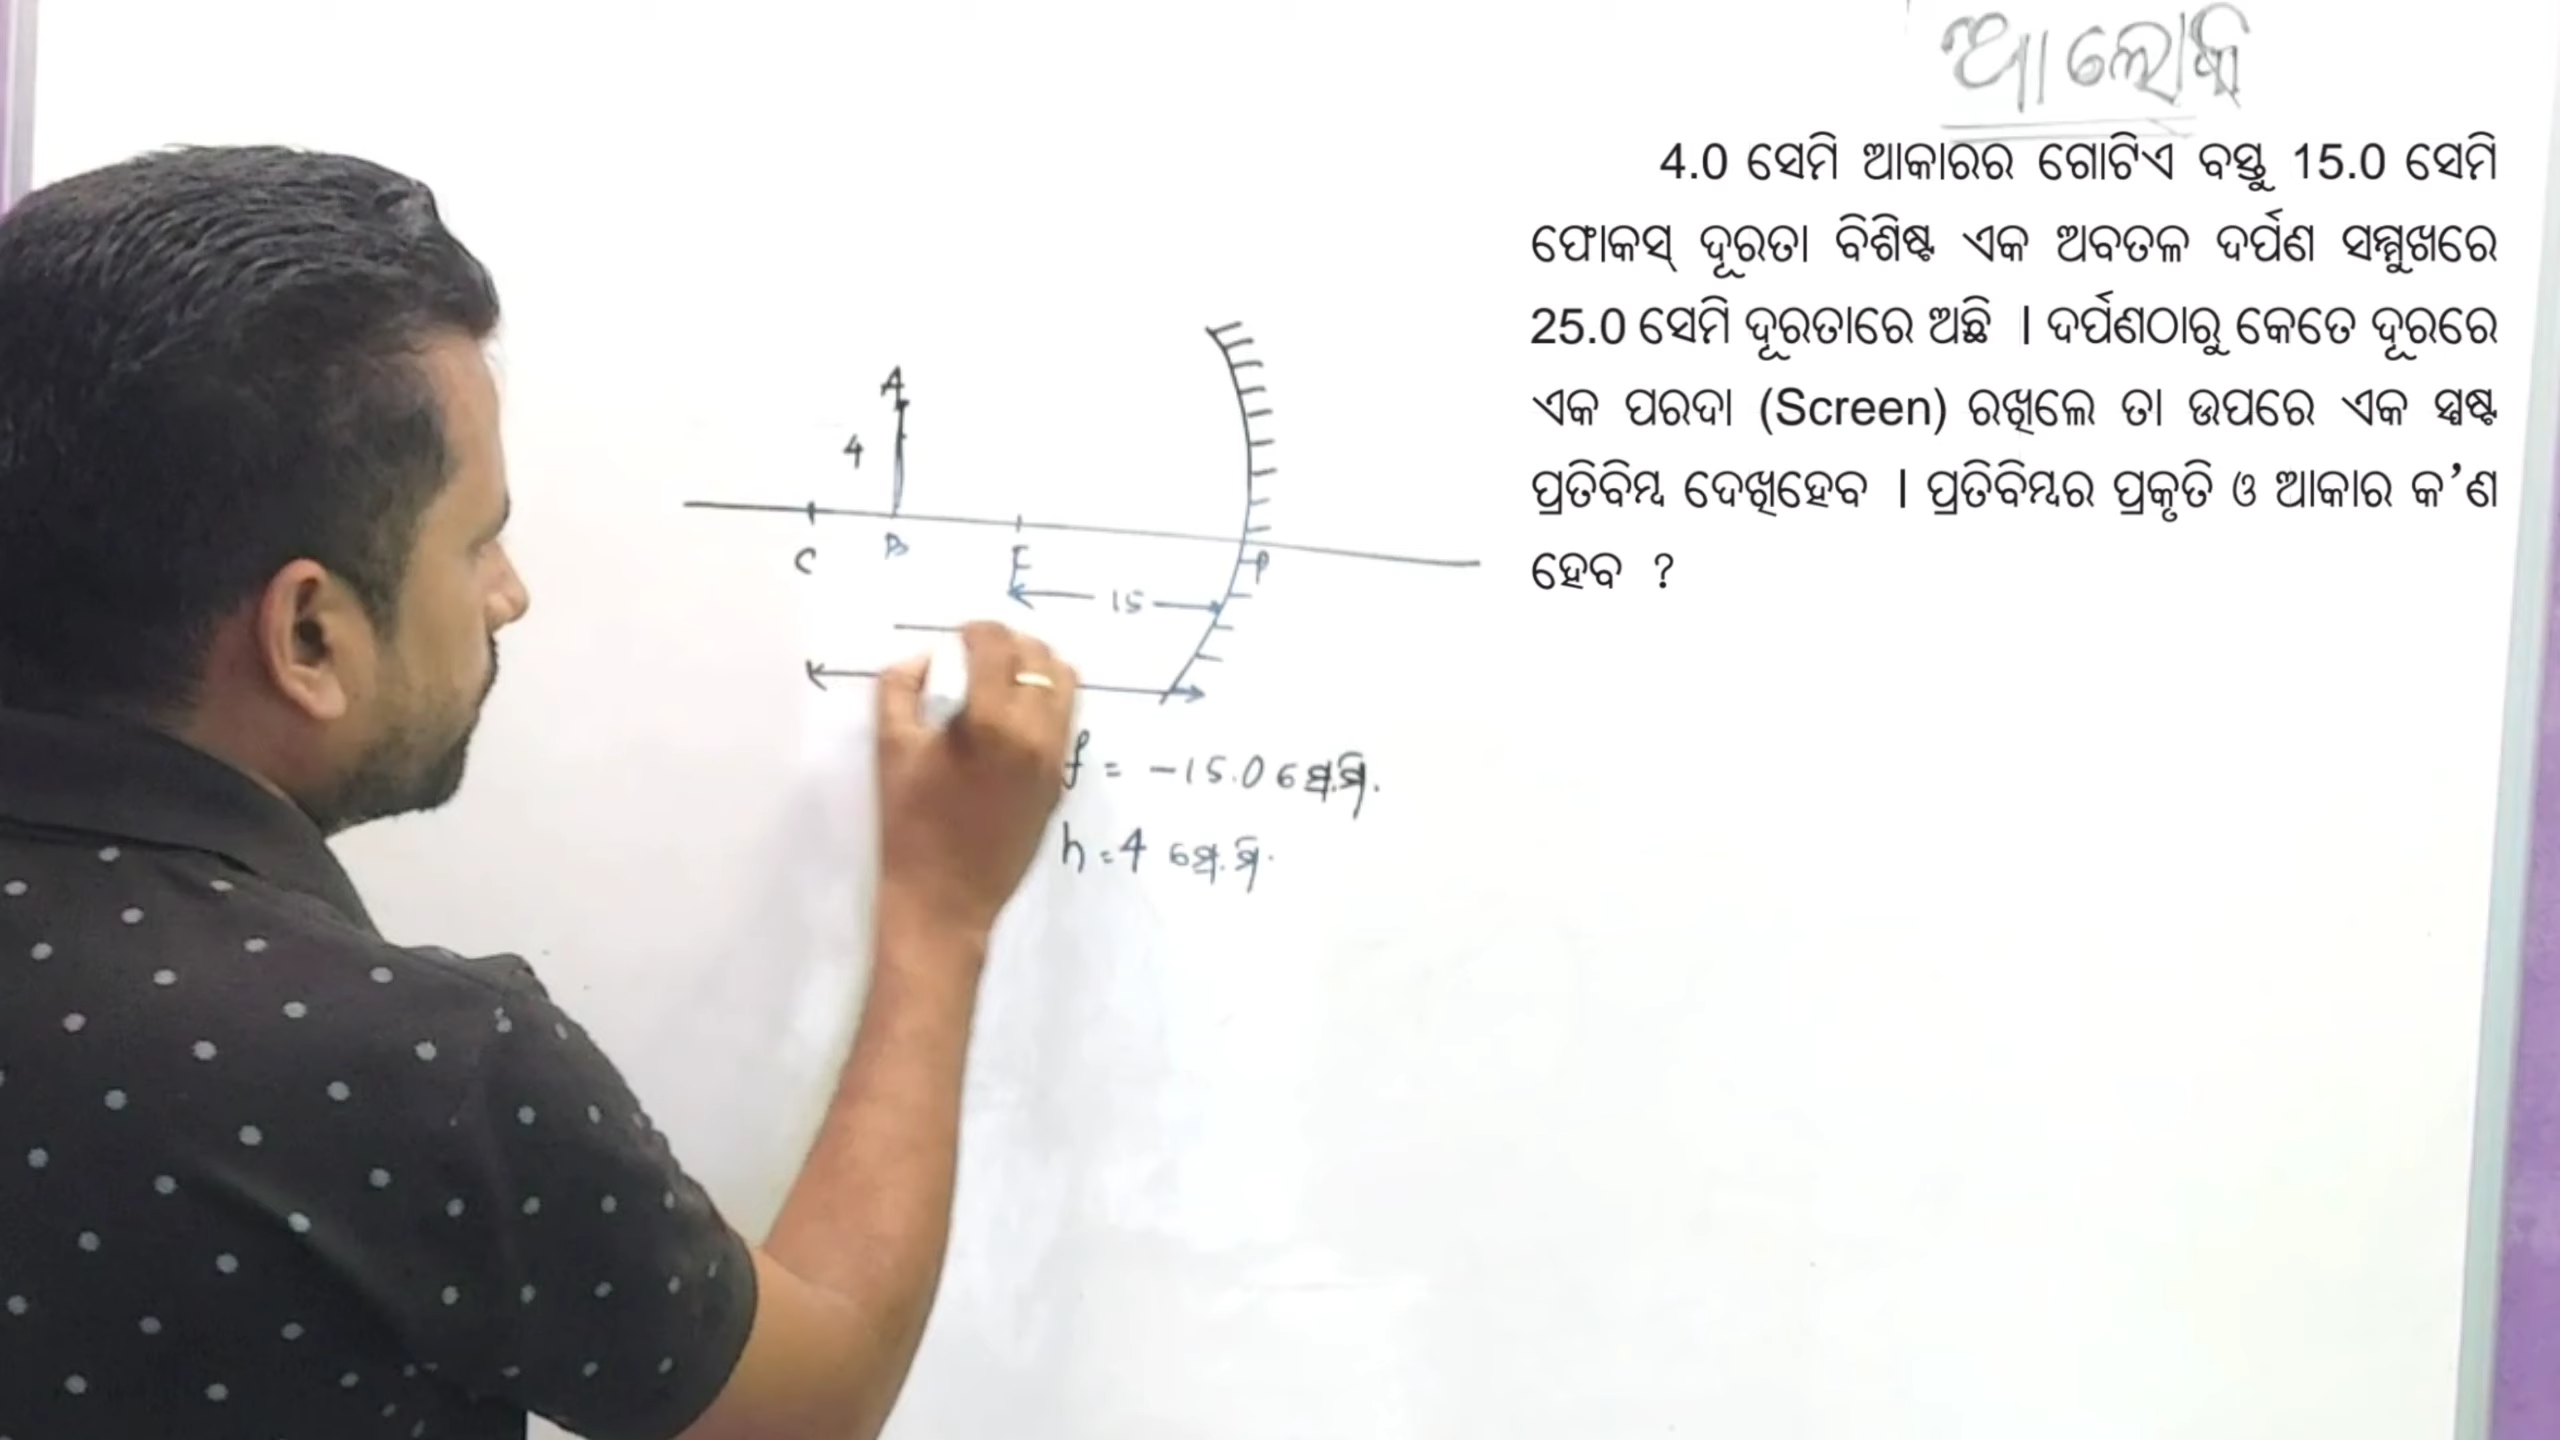 ଆଲୋକ
4.0 ସେମି ଆକାରର ଗୋଟିଏ ବସ୍ତୁ 15.0 ସେମି
ଫୋକସ୍ ଦୂରତା ବିଶିଷ୍ଟ ଏକ ଅବତଳ ଦର୍ପଣ ସମ୍ମୁଖରେ
25.0 ସେମି ଦୂରତାରେ ଅଛି । ଦର୍ପଣଠାରୁ କେତେ ଦୂରରେ
ଏକ ପରଦା (Screen) ରଖିଲେ ତା ଉପରେ ଏକ ସ୍ପଷ୍ଟ
ପ୍ରତିବିମ୍ବ ଦେଖିହେବ । ପ୍ରତିବିମ୍ବର ପ୍ରକୃତି ଓ ଆକାର କ'ଣ
ହେବ ?
A
4
C B F P
15
f = -15.0 ସେ.ମି.
h = 4 ସେ.ମି.